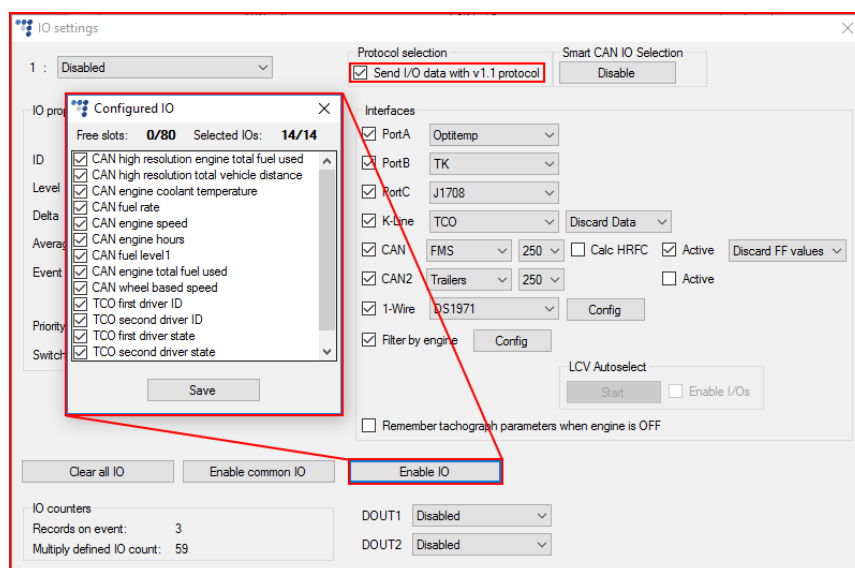 IO settings
1 : Disabled
Protocol selection
Send I/O data with v1.1 protocol
Smart CAN IO Selection
Disable
IO prop
ID
Level
Delta
Averag
Event
Priority
Switch
Configured IO
Free slots: 0/80 Selected IOs: 14/14
CAN high resolution engine total fuel used
CAN high resolution total vehicle distance
CAN engine coolant temperature
CAN fuel rate
CAN engine speed
CAN engine hours
CAN fuel level1
CAN engine total fuel used
CAN wheel based speed
TCO first driver ID
TCO second driver ID
TCO first driver state
TCO second driver state
Save
Interfaces
PortA Optitemp
PortB TK
PortC J1708
K-Line TCO Discard Data
CAN FMS 250 Calc HRFC Active Discard FF values
CAN2 Trailers 250 Active
1-Wire DS1971 Config
Filter by engine Config
LCV Autoselect
Start Enable I/Os
Remember tachograph parameters when engine is OFF
Clear all IO Enable common IO Enable IO
IO counters
Records on event: 3
Multiply defined IO count: 59
DOUT1 Disabled
DOUT2 Disabled